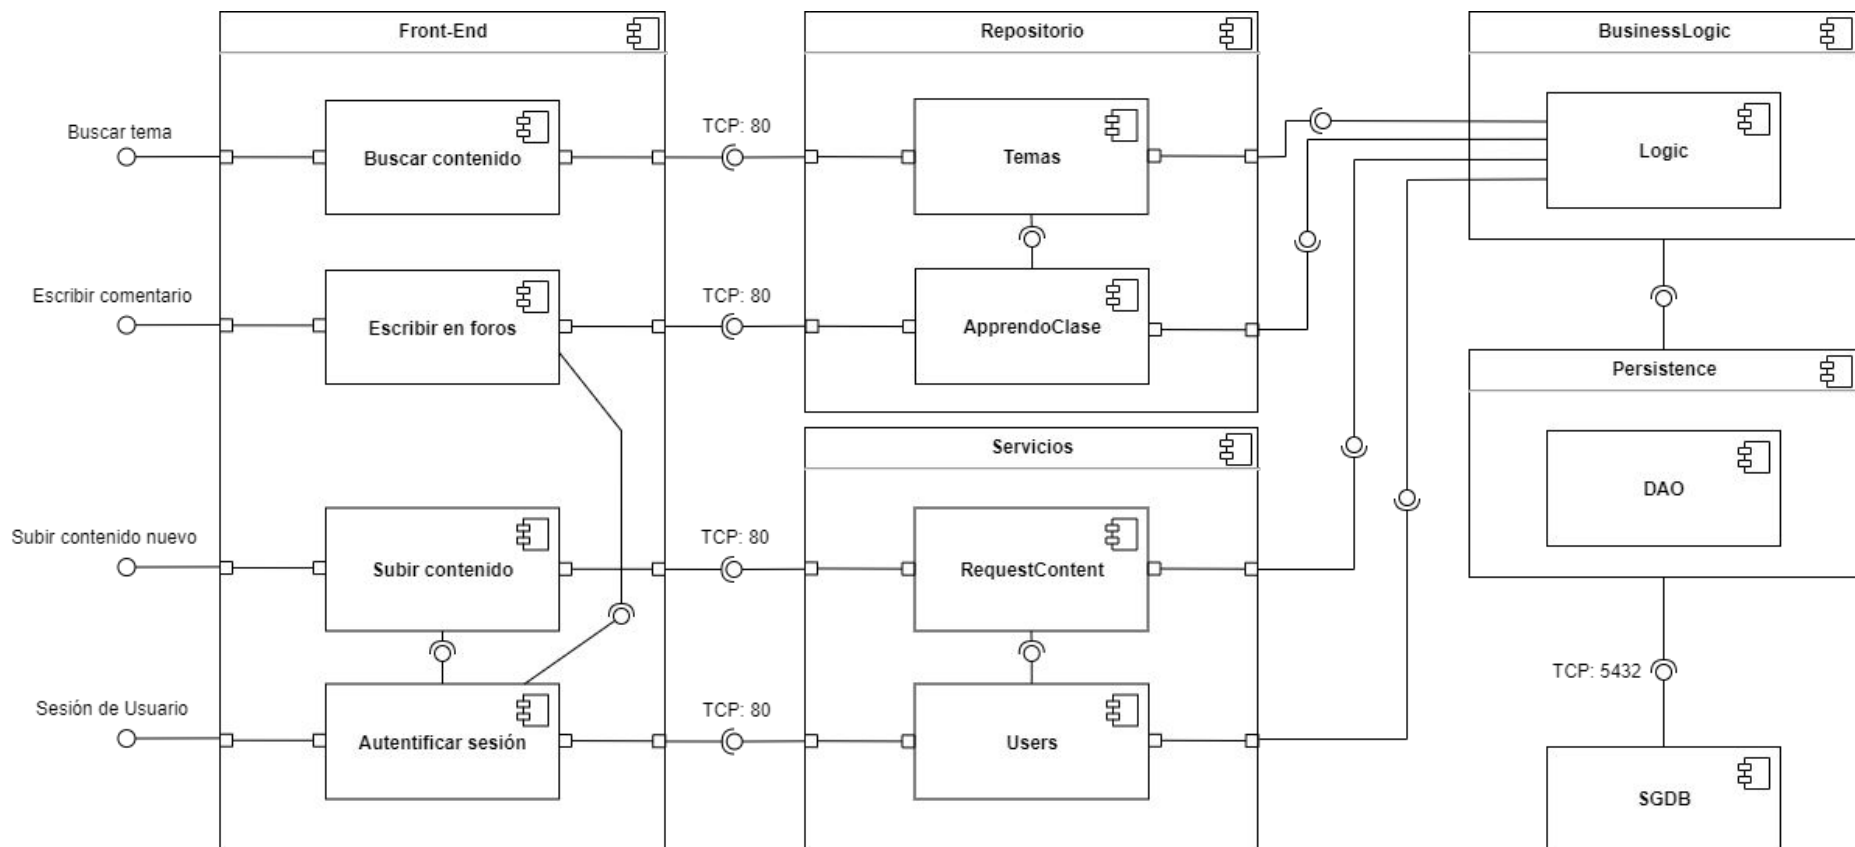 Front-End
Repositorio
BusinessLogic
Buscar tema
Buscar contenido
TCP: 80
Temas
Logic
Escribir comentario
Escribir en foros
TCP: 80
ApprendoClase
Persistence
Servicios
DAO
Subir contenido nuevo
Subir contenido
TCP: 80
RequestContent
TCP: 5432
Sesión de Usuario
Autentificar sesión
TCP: 80
Users
SGDB